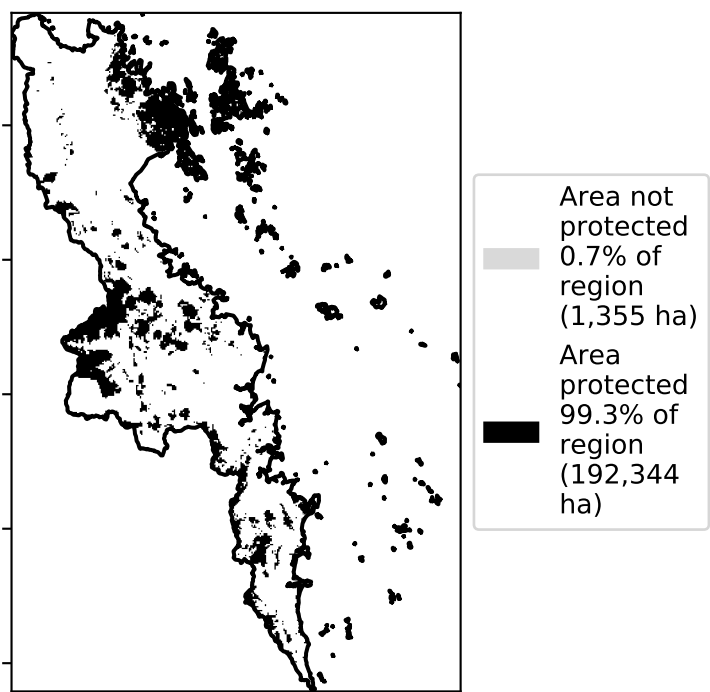 Area not
protected
0.7% of
region
(1,355 ha)
Area
protected
99.3% of
region
(192,344
ha)